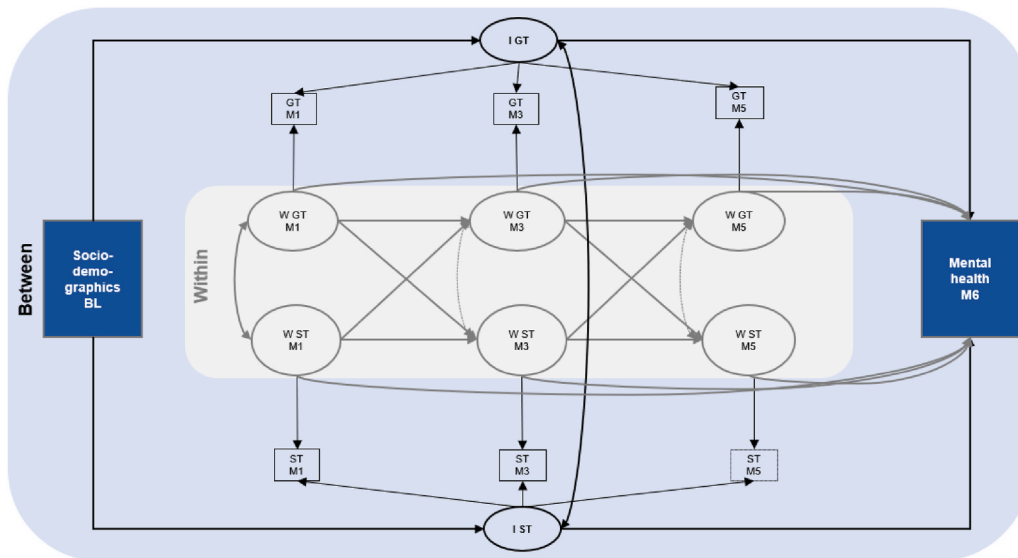 I GT
GT
M1
GT
M3
GT
M5
Between
Within
W GT
M1
W GT
M3
W GT
M5
Socio-
demo-
graphics
BL
Mental
health
M6
W ST
M1
W ST
M3
W ST
M5
ST
M1
ST
M3
ST
M5
I ST